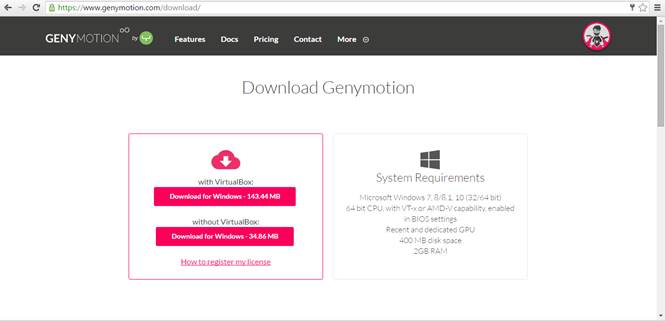 https://www.genymotion.com/download/
GENYMOTION by Features Docs Pricing Contact More
Download Genymotion
with VirtualBox:
Download for Windows - 143.44 MB
without VirtualBox:
Download for Windows - 34.86 MB
How to register my license
System Requirements
Microsoft Windows 7, 8/8.1, 10 (32/64 bit)
64 bit CPU, with VT-x or AMD-V capability, enabled
in BIOS settings
Recent and dedicated GPU
400 MB disk space
2GB RAM